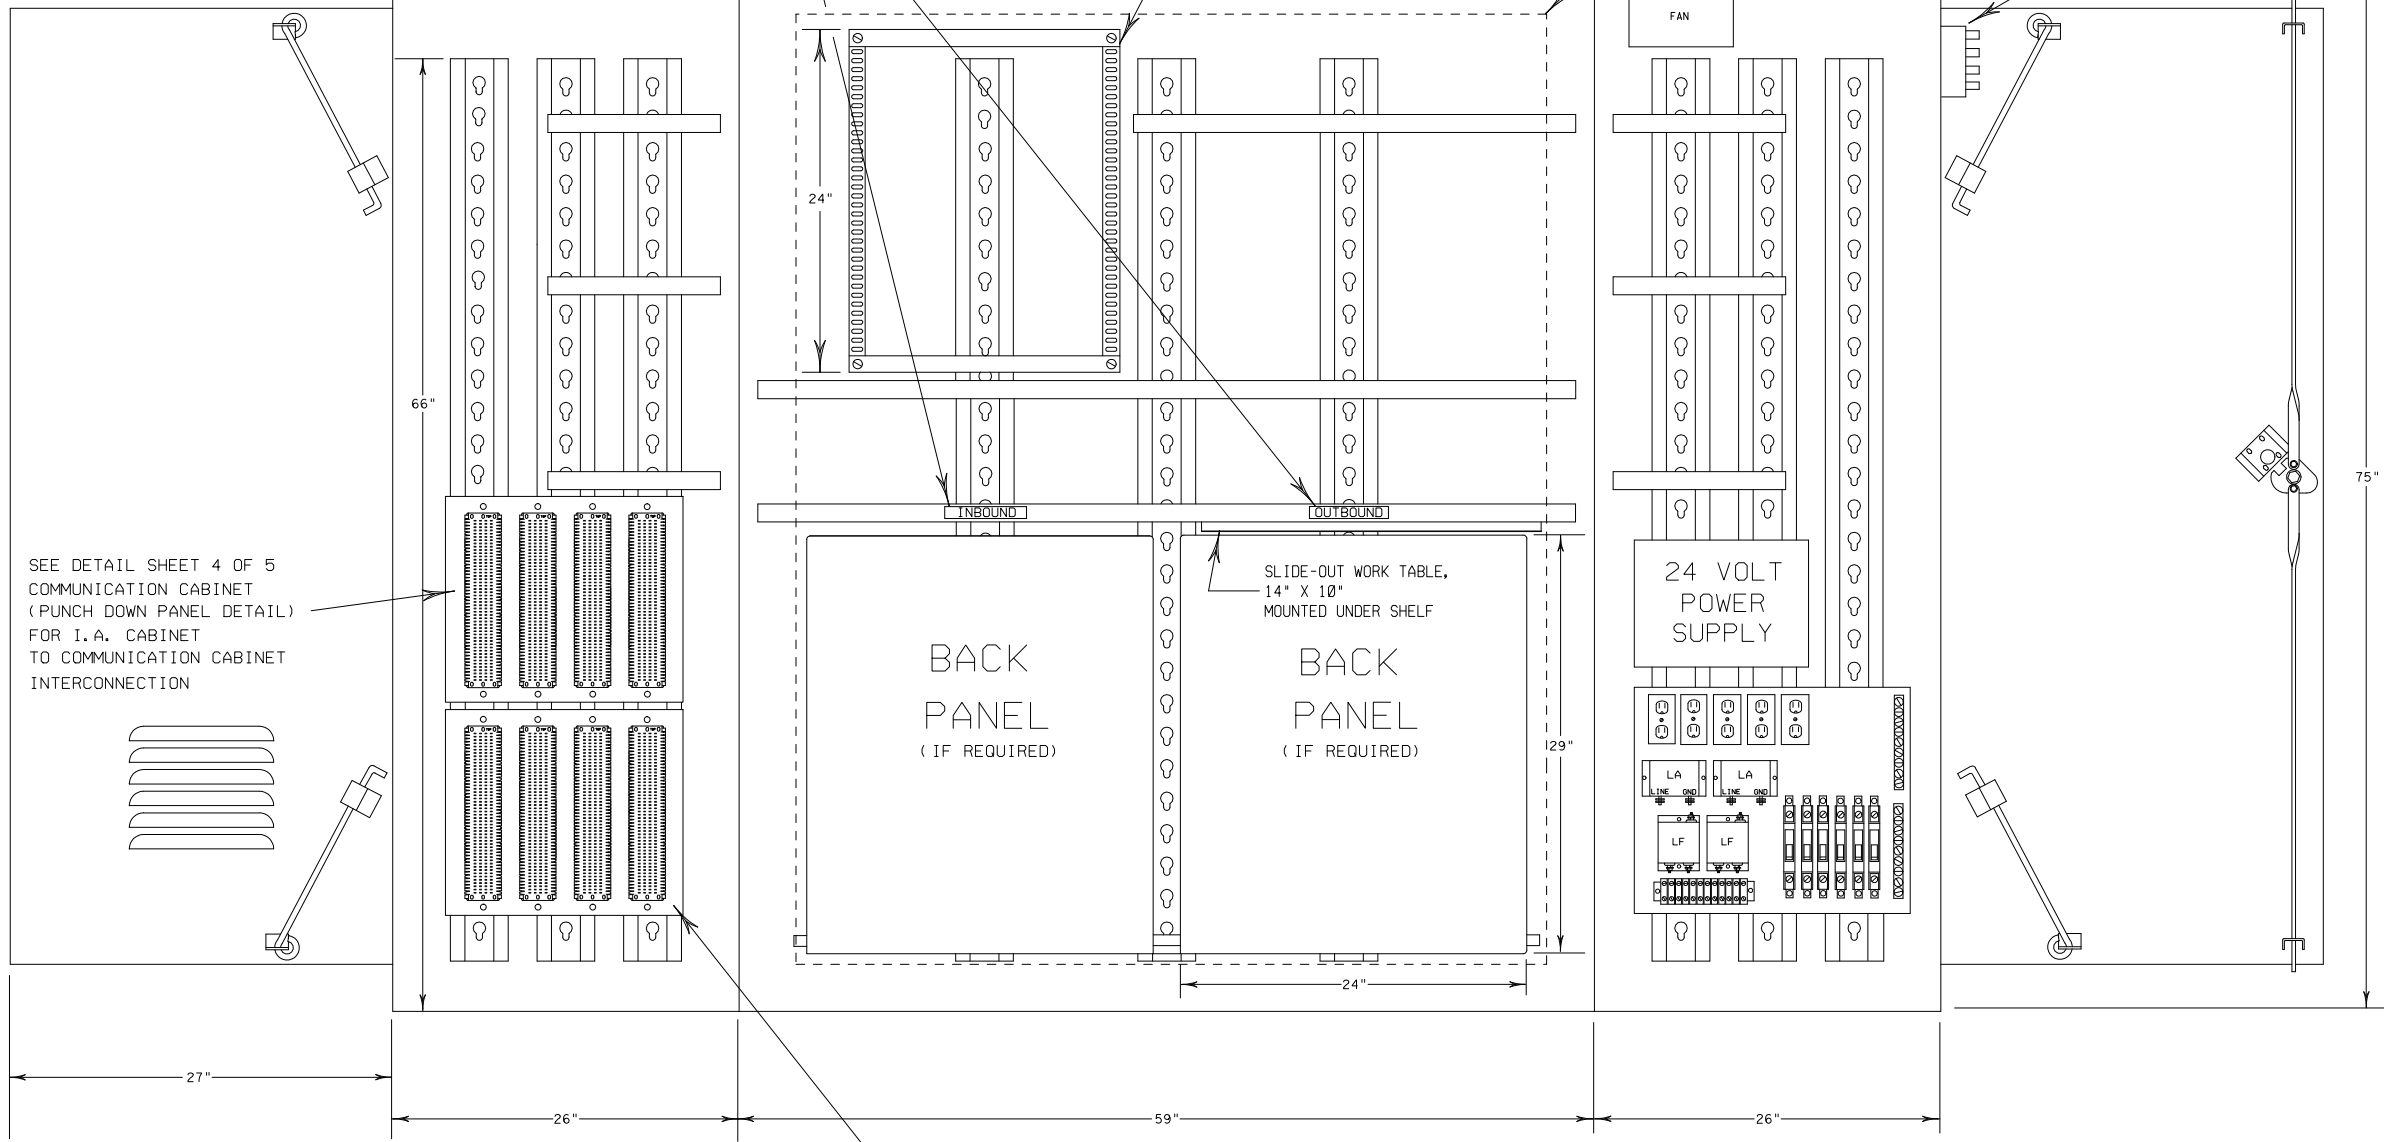 FAN
24"
66"
75"
INBOUND
OUTBOUND
SEE DETAIL SHEET 4 OF 5
COMMUNICATION CABINET
(PUNCH DOWN PANEL DETAIL)
FOR I.A. CABINET
TO COMMUNICATION CABINET
INTERCONNECTION
SLIDE-OUT WORK TABLE,
14" X 10"
MOUNTED UNDER SHELF
24 VOLT
POWER
SUPPLY
BACK
PANEL
(IF REQUIRED)
BACK
PANEL
(IF REQUIRED)
29"
LA
LINE GND
LA
LINE GND
LF
LF
24"
27"
26"
59"
26"